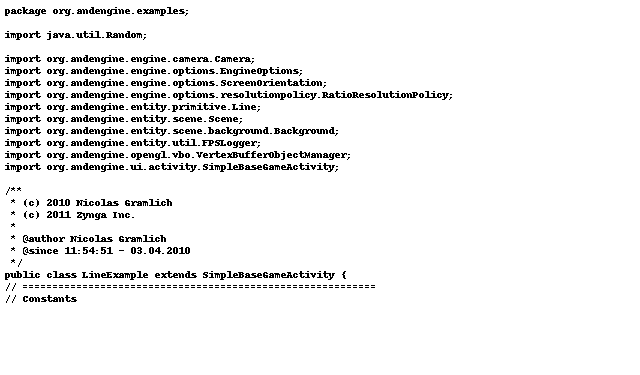 package org.andengine.examples;

import java.util.Random;

import org.andengine.engine.camera.Camera;
import org.andengine.engine.options.EngineOptions;
import org.andengine.engine.options.ScreenOrientation;
import org.andengine.engine.options.resolutionpolicy.RatioResolutionPolicy;
import org.andengine.entity.primitive.Line;
import org.andengine.entity.scene.Scene;
import org.andengine.entity.scene.background.Background;
import org.andengine.entity.util.FPSLogger;
import org.andengine.opengl.vbo.VertexBufferObjectManager;
import org.andengine.ui.activity.SimpleBaseGameActivity;

/**
 * (c) 2010 Nicolas Gramlich
 * (c) 2011 Zynga Inc.
 *
 * @author Nicolas Gramlich
 * @since 11:54:51 - 03.04.2010
 */
public class LineExample extends SimpleBaseGameActivity {
// ===========================================================
// Constants